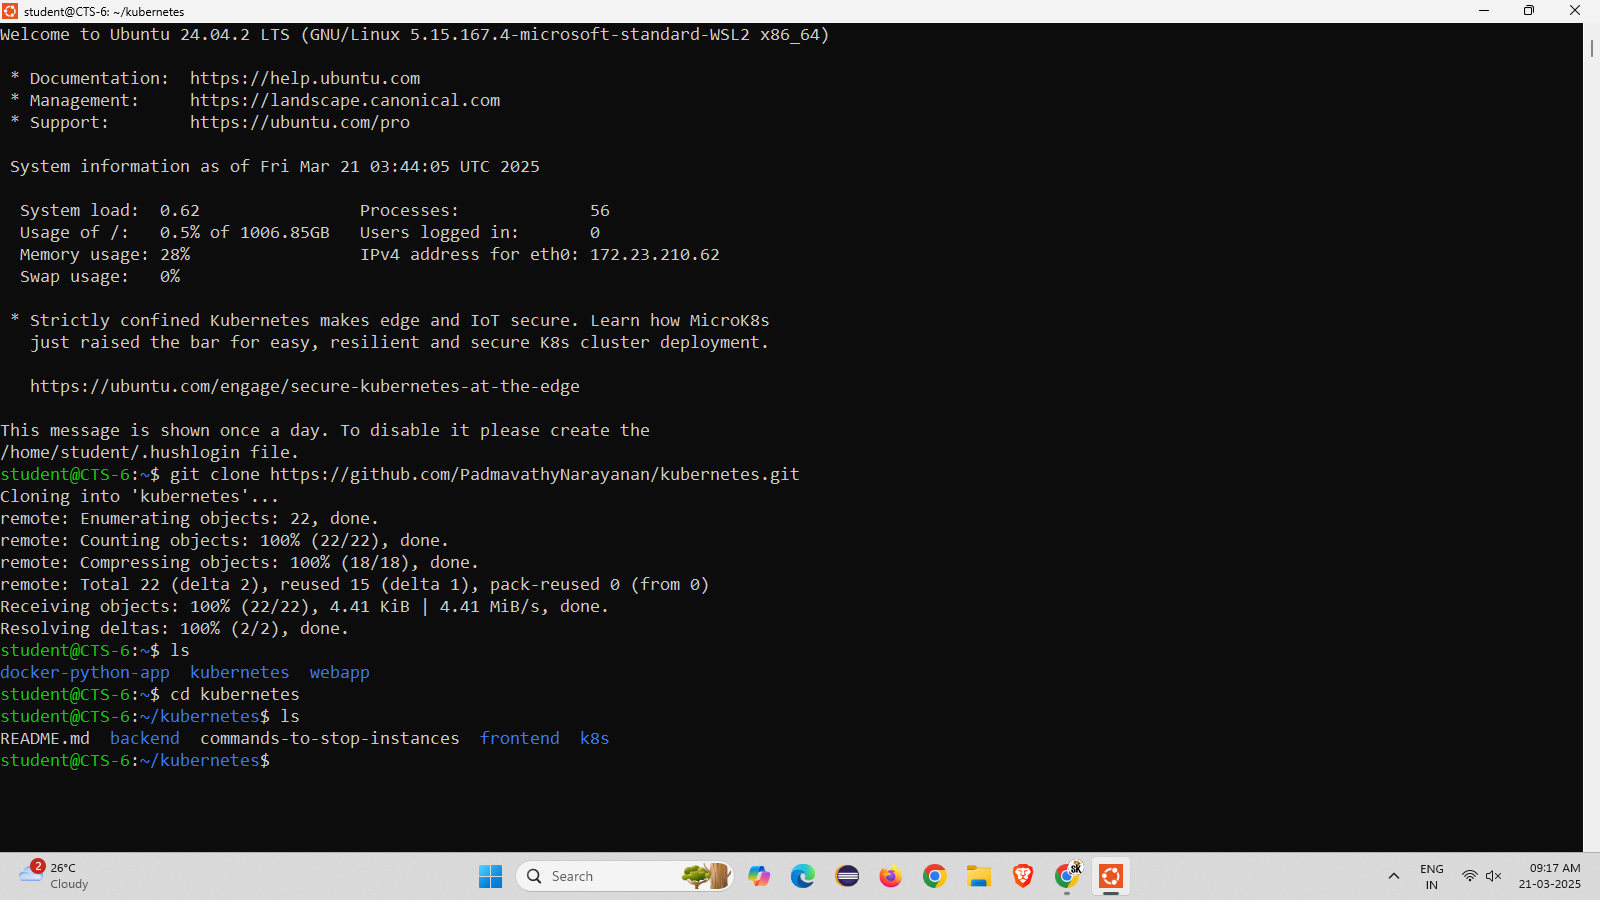 student@CTS-6: ~/kubernetes
Welcome to Ubuntu 24.04.2 LTS (GNU/Linux 5.15.167.4-microsoft-standard-WSL2 x86_64)
* Documentation:  https://help.ubuntu.com
* Management:     https://landscape.canonical.com
* Support:        https://ubuntu.com/pro
System information as of Fri Mar 21 03:44:05 UTC 2025
System load:  0.62                Processes:             56
Usage of /:   0.5% of 1006.85GB   Users logged in:       0
Memory usage: 28%                 IPv4 address for eth0: 172.23.210.62
Swap usage:   0%
* Strictly confined Kubernetes makes edge and IoT secure. Learn how MicroK8s
just raised the bar for easy, resilient and secure K8s cluster deployment.
https://ubuntu.com/engage/secure-kubernetes-at-the-edge
This message is shown once a day. To disable it please create the
/home/student/.hushlogin file.
student@CTS-6:~$ git clone https://github.com/PadmavathyNarayanan/kubernetes.git
Cloning into 'kubernetes'...
remote: Enumerating objects: 22, done.
remote: Counting objects: 100% (22/22), done.
remote: Compressing objects: 100% (18/18), done.
remote: Total 22 (delta 2), reused 15 (delta 1), pack-reused 0 (from 0)
Receiving objects: 100% (22/22), 4.41 KiB | 4.41 MiB/s, done.
Resolving deltas: 100% (2/2), done.
student@CTS-6:~$ ls
docker-python-app  kubernetes  webapp
student@CTS-6:~$ cd kubernetes
student@CTS-6:~/kubernetes$ ls
README.md  backend  commands-to-stop-instances  frontend  k8s
student@CTS-6:~/kubernetes$
2
26°C
Cloudy
Search
SK
ENG
IN
09:17 AM
21-03-2025